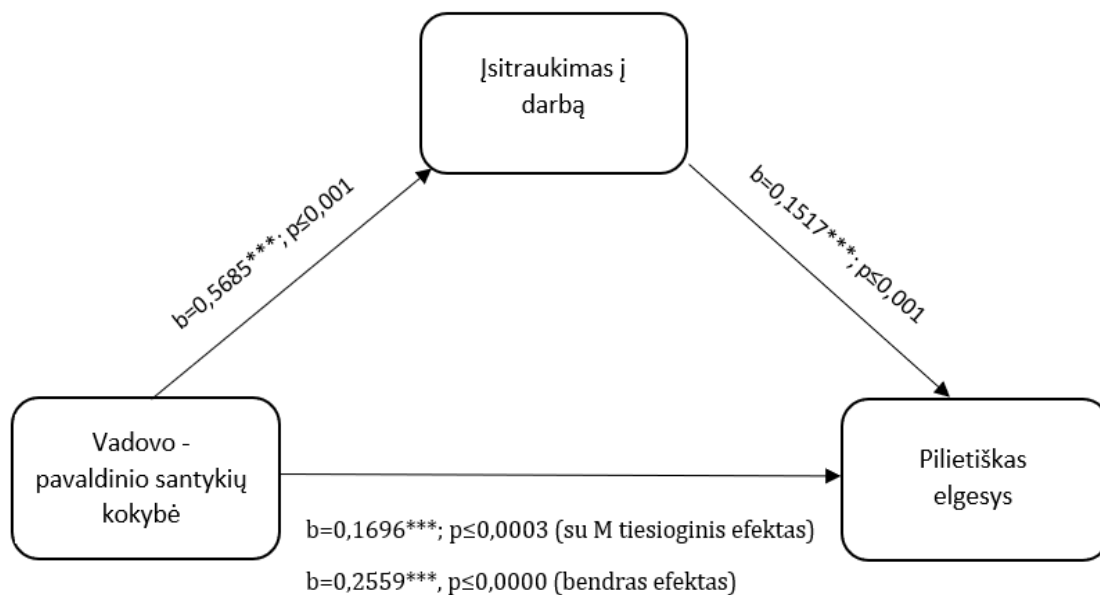 Įsitraukimas į
darbą
b=0,5685***; p≤0,001
b=0,1517***; p≤0,001
Vadovo -
pavaldinio santykių
kokybė
Pilietiškas
elgesys
b=0,1696***; p≤0,0003 (su M tiesioginis efektas)
b=0,2559***, p≤0,0000 (bendras efektas)